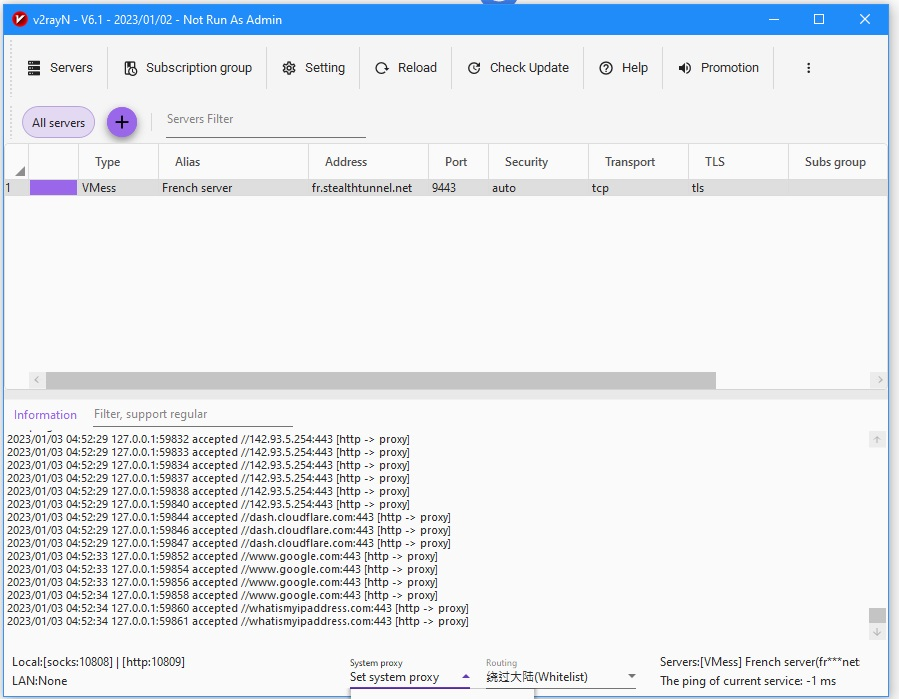 v2rayN - V6.1 - 2023/01/02 - Not Run As Admin
Servers Subscription group Setting Reload Check Update Help Promotion
All servers + Servers Filter
Type Alias Address Port Security Transport TLS Subs group
1 VMess French server fr.stealthtunnel.net 9443 auto tcp tls
Information Filter, support regular
2023/01/03 04:52:29 127.0.0.1:59832 accepted //142.93.5.254:443 [http -> proxy]
2023/01/03 04:52:29 127.0.0.1:59833 accepted //142.93.5.254:443 [http -> proxy]
2023/01/03 04:52:29 127.0.0.1:59834 accepted //142.93.5.254:443 [http -> proxy]
2023/01/03 04:52:29 127.0.0.1:59837 accepted //142.93.5.254:443 [http -> proxy]
2023/01/03 04:52:29 127.0.0.1:59838 accepted //142.93.5.254:443 [http -> proxy]
2023/01/03 04:52:29 127.0.0.1:59840 accepted //142.93.5.254:443 [http -> proxy]
2023/01/03 04:52:29 127.0.0.1:59844 accepted //dash.cloudflare.com:443 [http -> proxy]
2023/01/03 04:52:29 127.0.0.1:59846 accepted //dash.cloudflare.com:443 [http -> proxy]
2023/01/03 04:52:29 127.0.0.1:59847 accepted //dash.cloudflare.com:443 [http -> proxy]
2023/01/03 04:52:33 127.0.0.1:59852 accepted //www.google.com:443 [http -> proxy]
2023/01/03 04:52:33 127.0.0.1:59854 accepted //www.google.com:443 [http -> proxy]
2023/01/03 04:52:33 127.0.0.1:59856 accepted //www.google.com:443 [http -> proxy]
2023/01/03 04:52:34 127.0.0.1:59858 accepted //www.google.com:443 [http -> proxy]
2023/01/03 04:52:34 127.0.0.1:59860 accepted //whatismyipaddress.com:443 [http -> proxy]
2023/01/03 04:52:34 127.0.0.1:59861 accepted //whatismyipaddress.com:443 [http -> proxy]
Local:[socks:10808] | [http:10809]
LAN:None
System proxy
Set system proxy
Routing
绕过大陆(Whitelist)
Servers:[VMess] French server(fr***net
The ping of current service: -1 ms